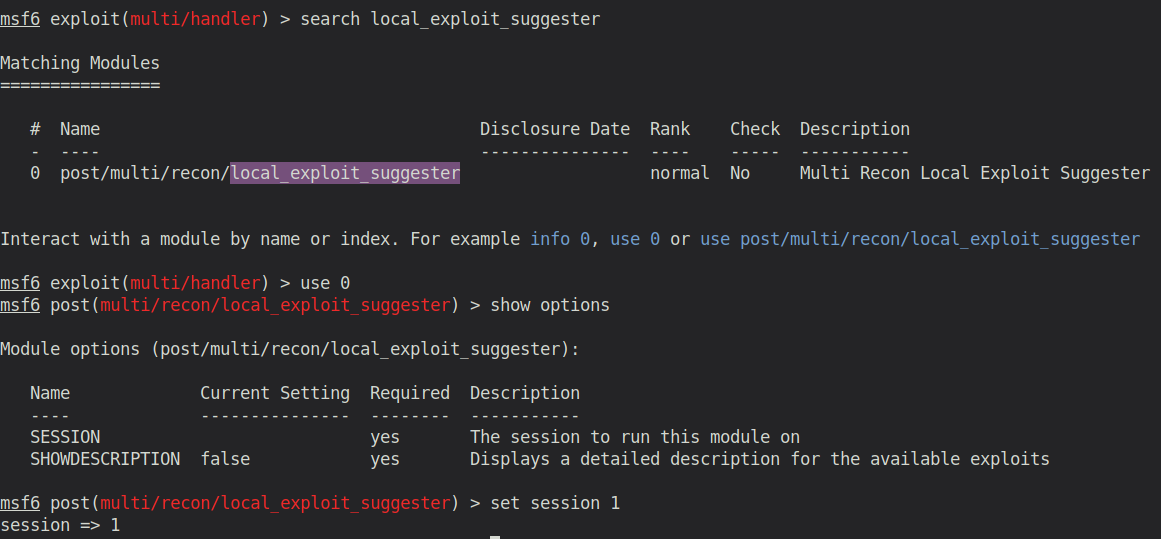 msf6 exploit(multi/handler) > search local_exploit_suggester
Matching Modules
================
# Name Disclosure Date Rank Check Description
- ---- --------------- ---- ----- -----------
0 post/multi/recon/local_exploit_suggester normal No Multi Recon Local Exploit Suggester
Interact with a module by name or index. For example info 0, use 0 or use post/multi/recon/local_exploit_suggester
msf6 exploit(multi/handler) > use 0
msf6 post(multi/recon/local_exploit_suggester) > show options
Module options (post/multi/recon/local_exploit_suggester):
Name Current Setting Required Description
---- --------------- -------- -----------
SESSION yes The session to run this module on
SHOWDESCRIPTION false yes Displays a detailed description for the available exploits
msf6 post(multi/recon/local_exploit_suggester) > set session 1
session => 1